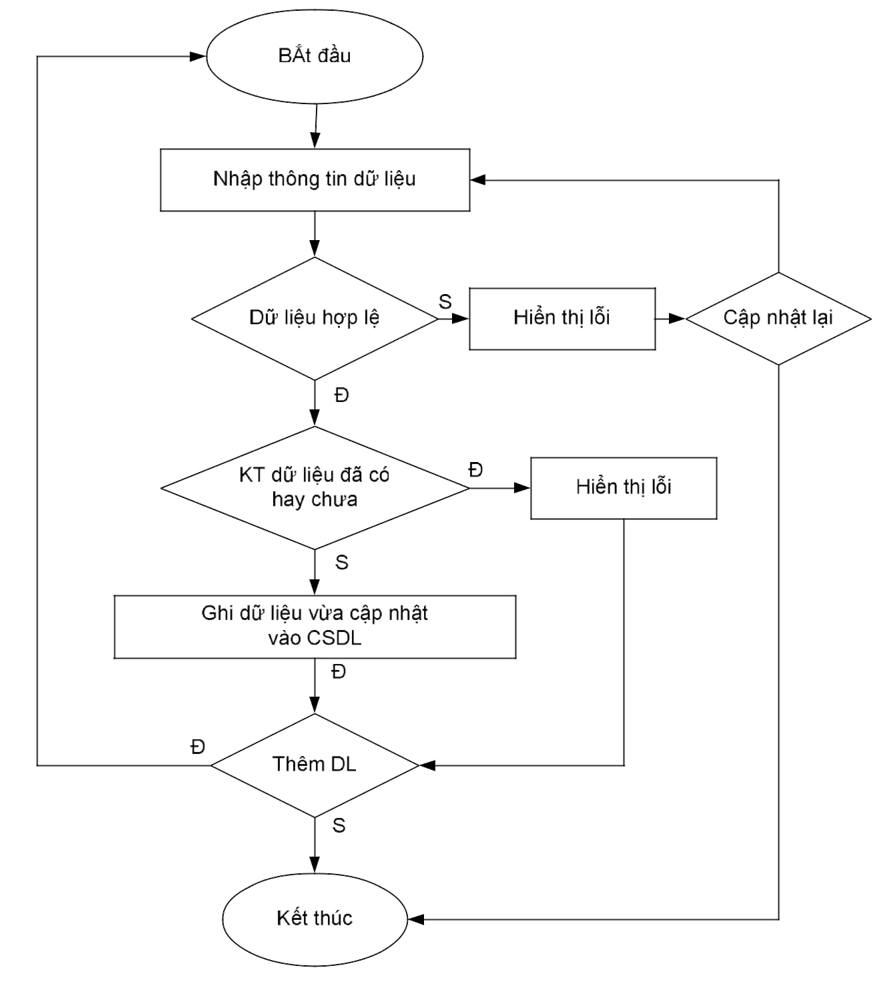 BẮt đầu
Nhập thông tin dữ liệu
Dữ liệu hợp lệ
S
Hiển thị lỗi
Cập nhật lại
Đ
KT dữ liệu đã có
hay chưa
Đ
Hiển thị lỗi
S
Ghi dữ liệu vừa cập nhật
vào CSDL
Đ
Đ
Thêm DL
S
Kết thúc